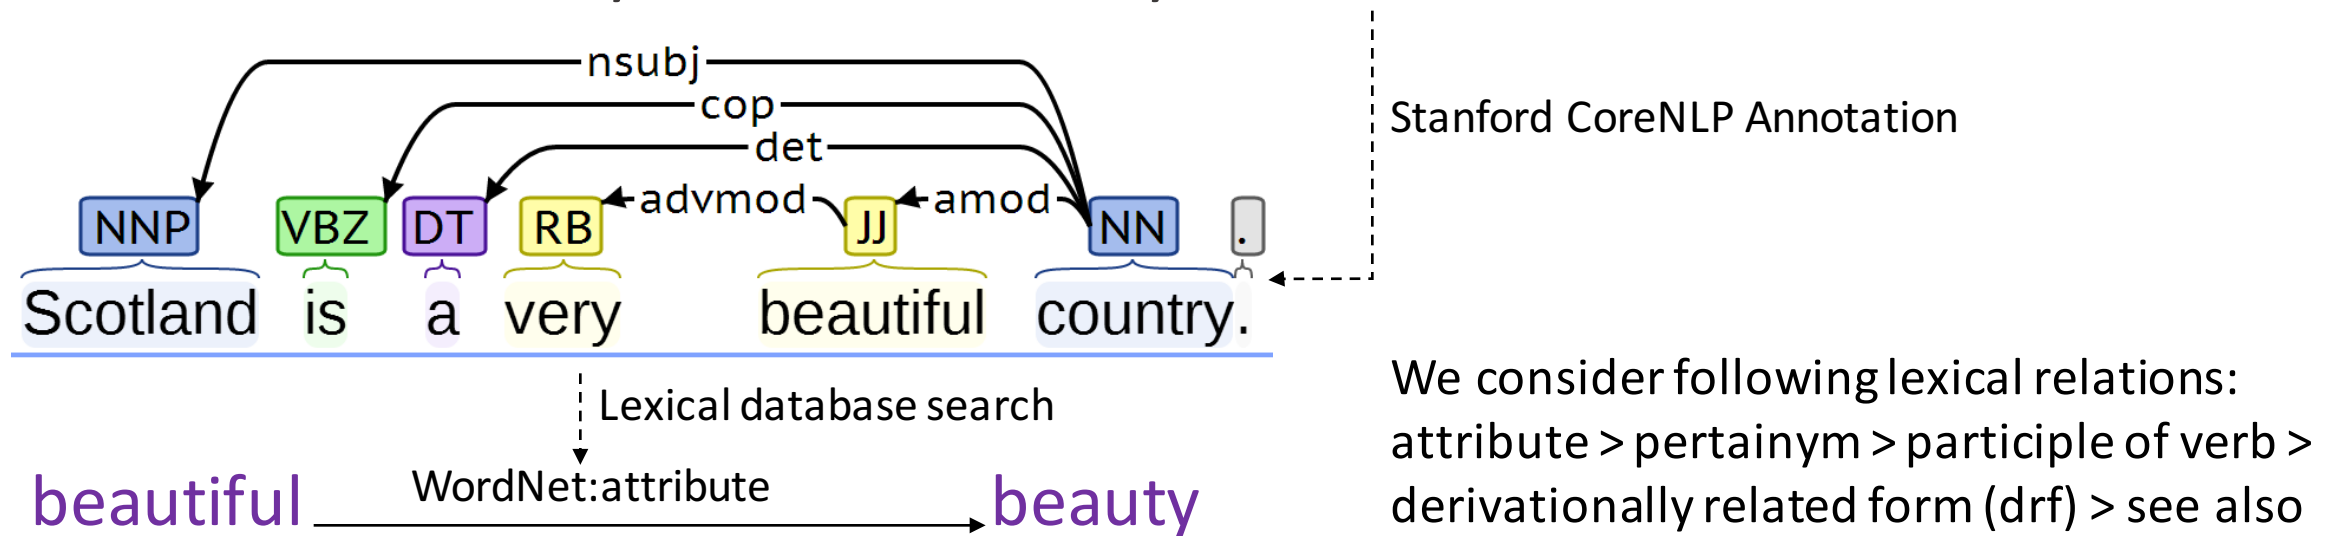 nsubj
cop
det
advmod amod
NNP VBZ DT RB JJ NN .
Scotland is a very beautiful country.
Stanford CoreNLP Annotation
Lexical database search
WordNet:attribute
beautiful beauty
We consider following lexical relations:
attribute > pertainym > participle of verb >
derivationally related form (drf) > see also